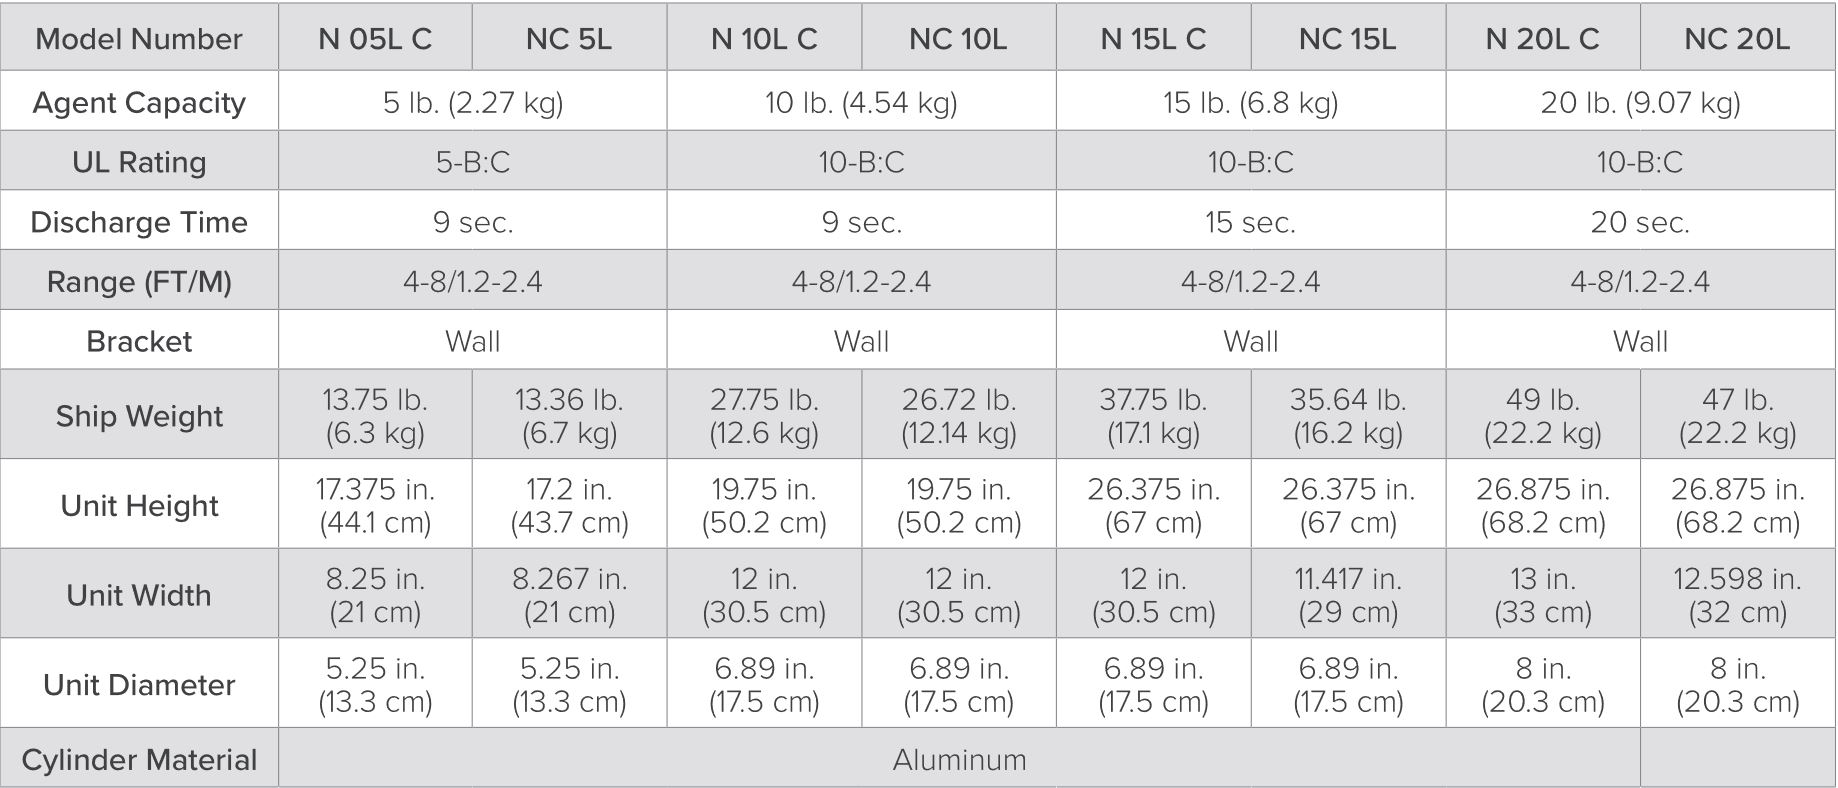 Model Number N 05L C NC 5L N 10L C NC 10L N 15L C NC 15L N 20L C NC 20L
Agent Capacity 5 lb. (2.27 kg) 10 lb. (4.54 kg) 15 lb. (6.8 kg) 20 lb. (9.07 kg)
UL Rating 5-B:C 10-B:C 10-B:C 10-B:C
Discharge Time 9 sec. 9 sec. 15 sec. 20 sec.
Range (FT/M) 4-8/1.2-2.4 4-8/1.2-2.4 4-8/1.2-2.4 4-8/1.2-2.4
Bracket Wall Wall Wall Wall
Ship Weight 13.75 lb. 13.36 lb. 27.75 lb. 26.72 lb. 37.75 lb. 35.64 lb. 49 lb. 47 lb.
(6.3 kg) (6.7 kg) (12.6 kg) (12.14 kg) (17.1 kg) (16.2 kg) (22.2 kg) (22.2 kg)
Unit Height 17.375 in. 17.2 in. 19.75 in. 19.75 in. 26.375 in. 26.375 in. 26.875 in. 26.875 in.
(44.1 cm) (43.7 cm) (50.2 cm) (50.2 cm) (67 cm) (67 cm) (68.2 cm) (68.2 cm)
Unit Width 8.25 in. 8.267 in. 12 in. 12 in. 12 in. 11.417 in. 13 in. 12.598 in.
(21 cm) (21 cm) (30.5 cm) (30.5 cm) (30.5 cm) (29 cm) (33 cm) (32 cm)
Unit Diameter 5.25 in. 5.25 in. 6.89 in. 6.89 in. 6.89 in. 6.89 in. 8 in. 8 in.
(13.3 cm) (13.3 cm) (17.5 cm) (17.5 cm) (17.5 cm) (17.5 cm) (20.3 cm) (20.3 cm)
Cylinder Material Aluminum